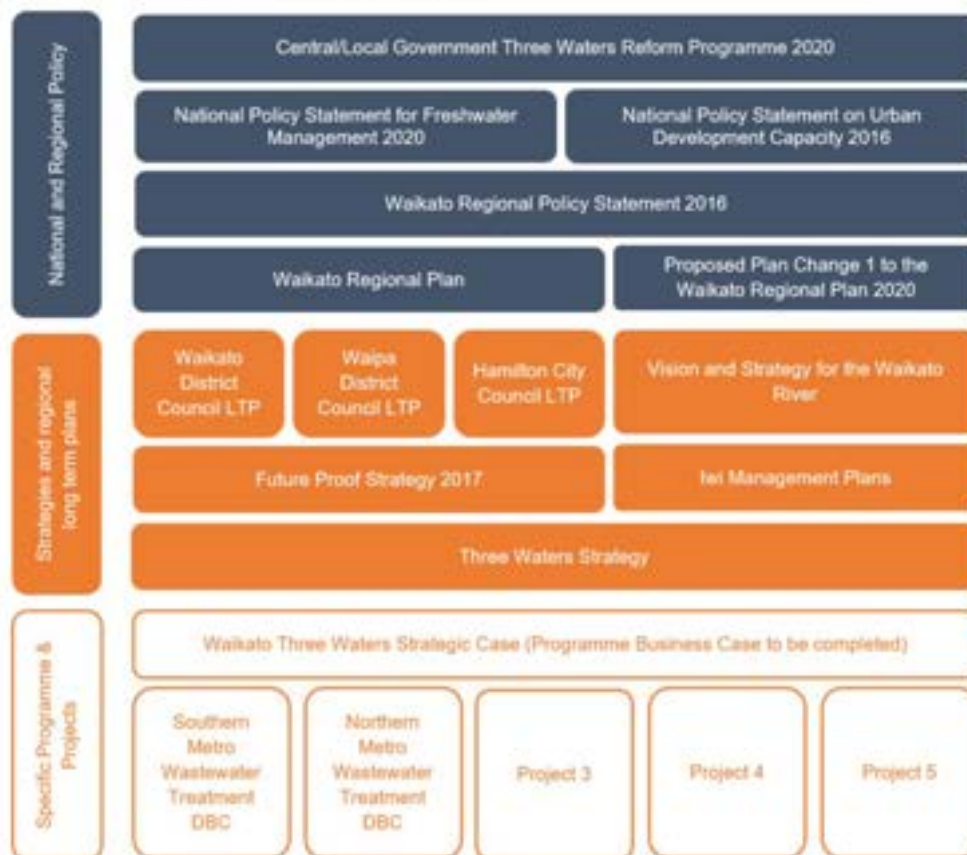 National and Regional Policy
Central/Local Government Three Waters Reform Programme 2020
National Policy Statement for Freshwater
Management 2020
National Policy Statement on Urban
Development Capacity 2016
Waikato Regional Policy Statement 2016
Waikato Regional Plan
Proposed Plan Change 1 to the
Waikato Regional Plan 2020
Strategies and regional
long term plans
Waikato
District
Council LTP
Waipa
District
Council LTP
Hamilton City
Council LTP
Vision and Strategy for the Waikato
River
Future Proof Strategy 2017
Iwi Management Plans
Three Waters Strategy
Specific Programme &
Projects
Waikato Three Waters Strategic Case (Programme Business Case to be completed)
Southern
Metro
Wastewater
Treatment
DBC
Northern
Metro
Wastewater
Treatment
DBC
Project 3
Project 4
Project 5